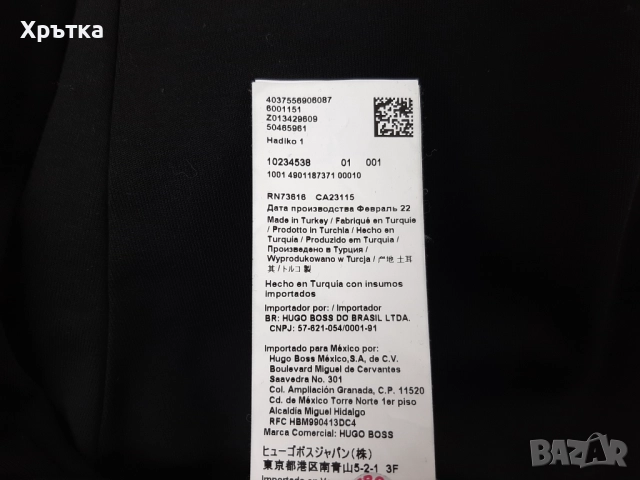 Хрътка
4037556906087
6001151
Z013429609
50465961
Hadiko 1
10234538 01 001
1001 4901187371 00010
RN73616 CA23115
Дата производства Февраль 22
Made in Turkey / Fabriqué en Turquie
/ Prodotto in Turchia / Hecho en
Turquía / Produzido em Turquia /
Произведено в Турция /
Wyprodukowano w Turcja / 产地 土耳
其 / トルコ 製
Hecho en Turquía con insumos
importados
Importador por: / Importador
BR: HUGO BOSS DO BRASIL LTDA.
CNPJ: 57-621-054/0001-91
Importado para México por:
Hugo Boss México,S.A, de C.V.
Boulevard Miguel de Cervantes
Saavedra No. 301
Col. Ampliación Granada, C.P. 11520
Cd. de México Torre Norte 1er piso
Alcaldía Miguel Hidalgo
RFC HBM990413DC4
Marca Comercial: HUGO BOSS
ヒューゴボスジャパン(株)
東京都港区南青山5-2-1 3F
bazar